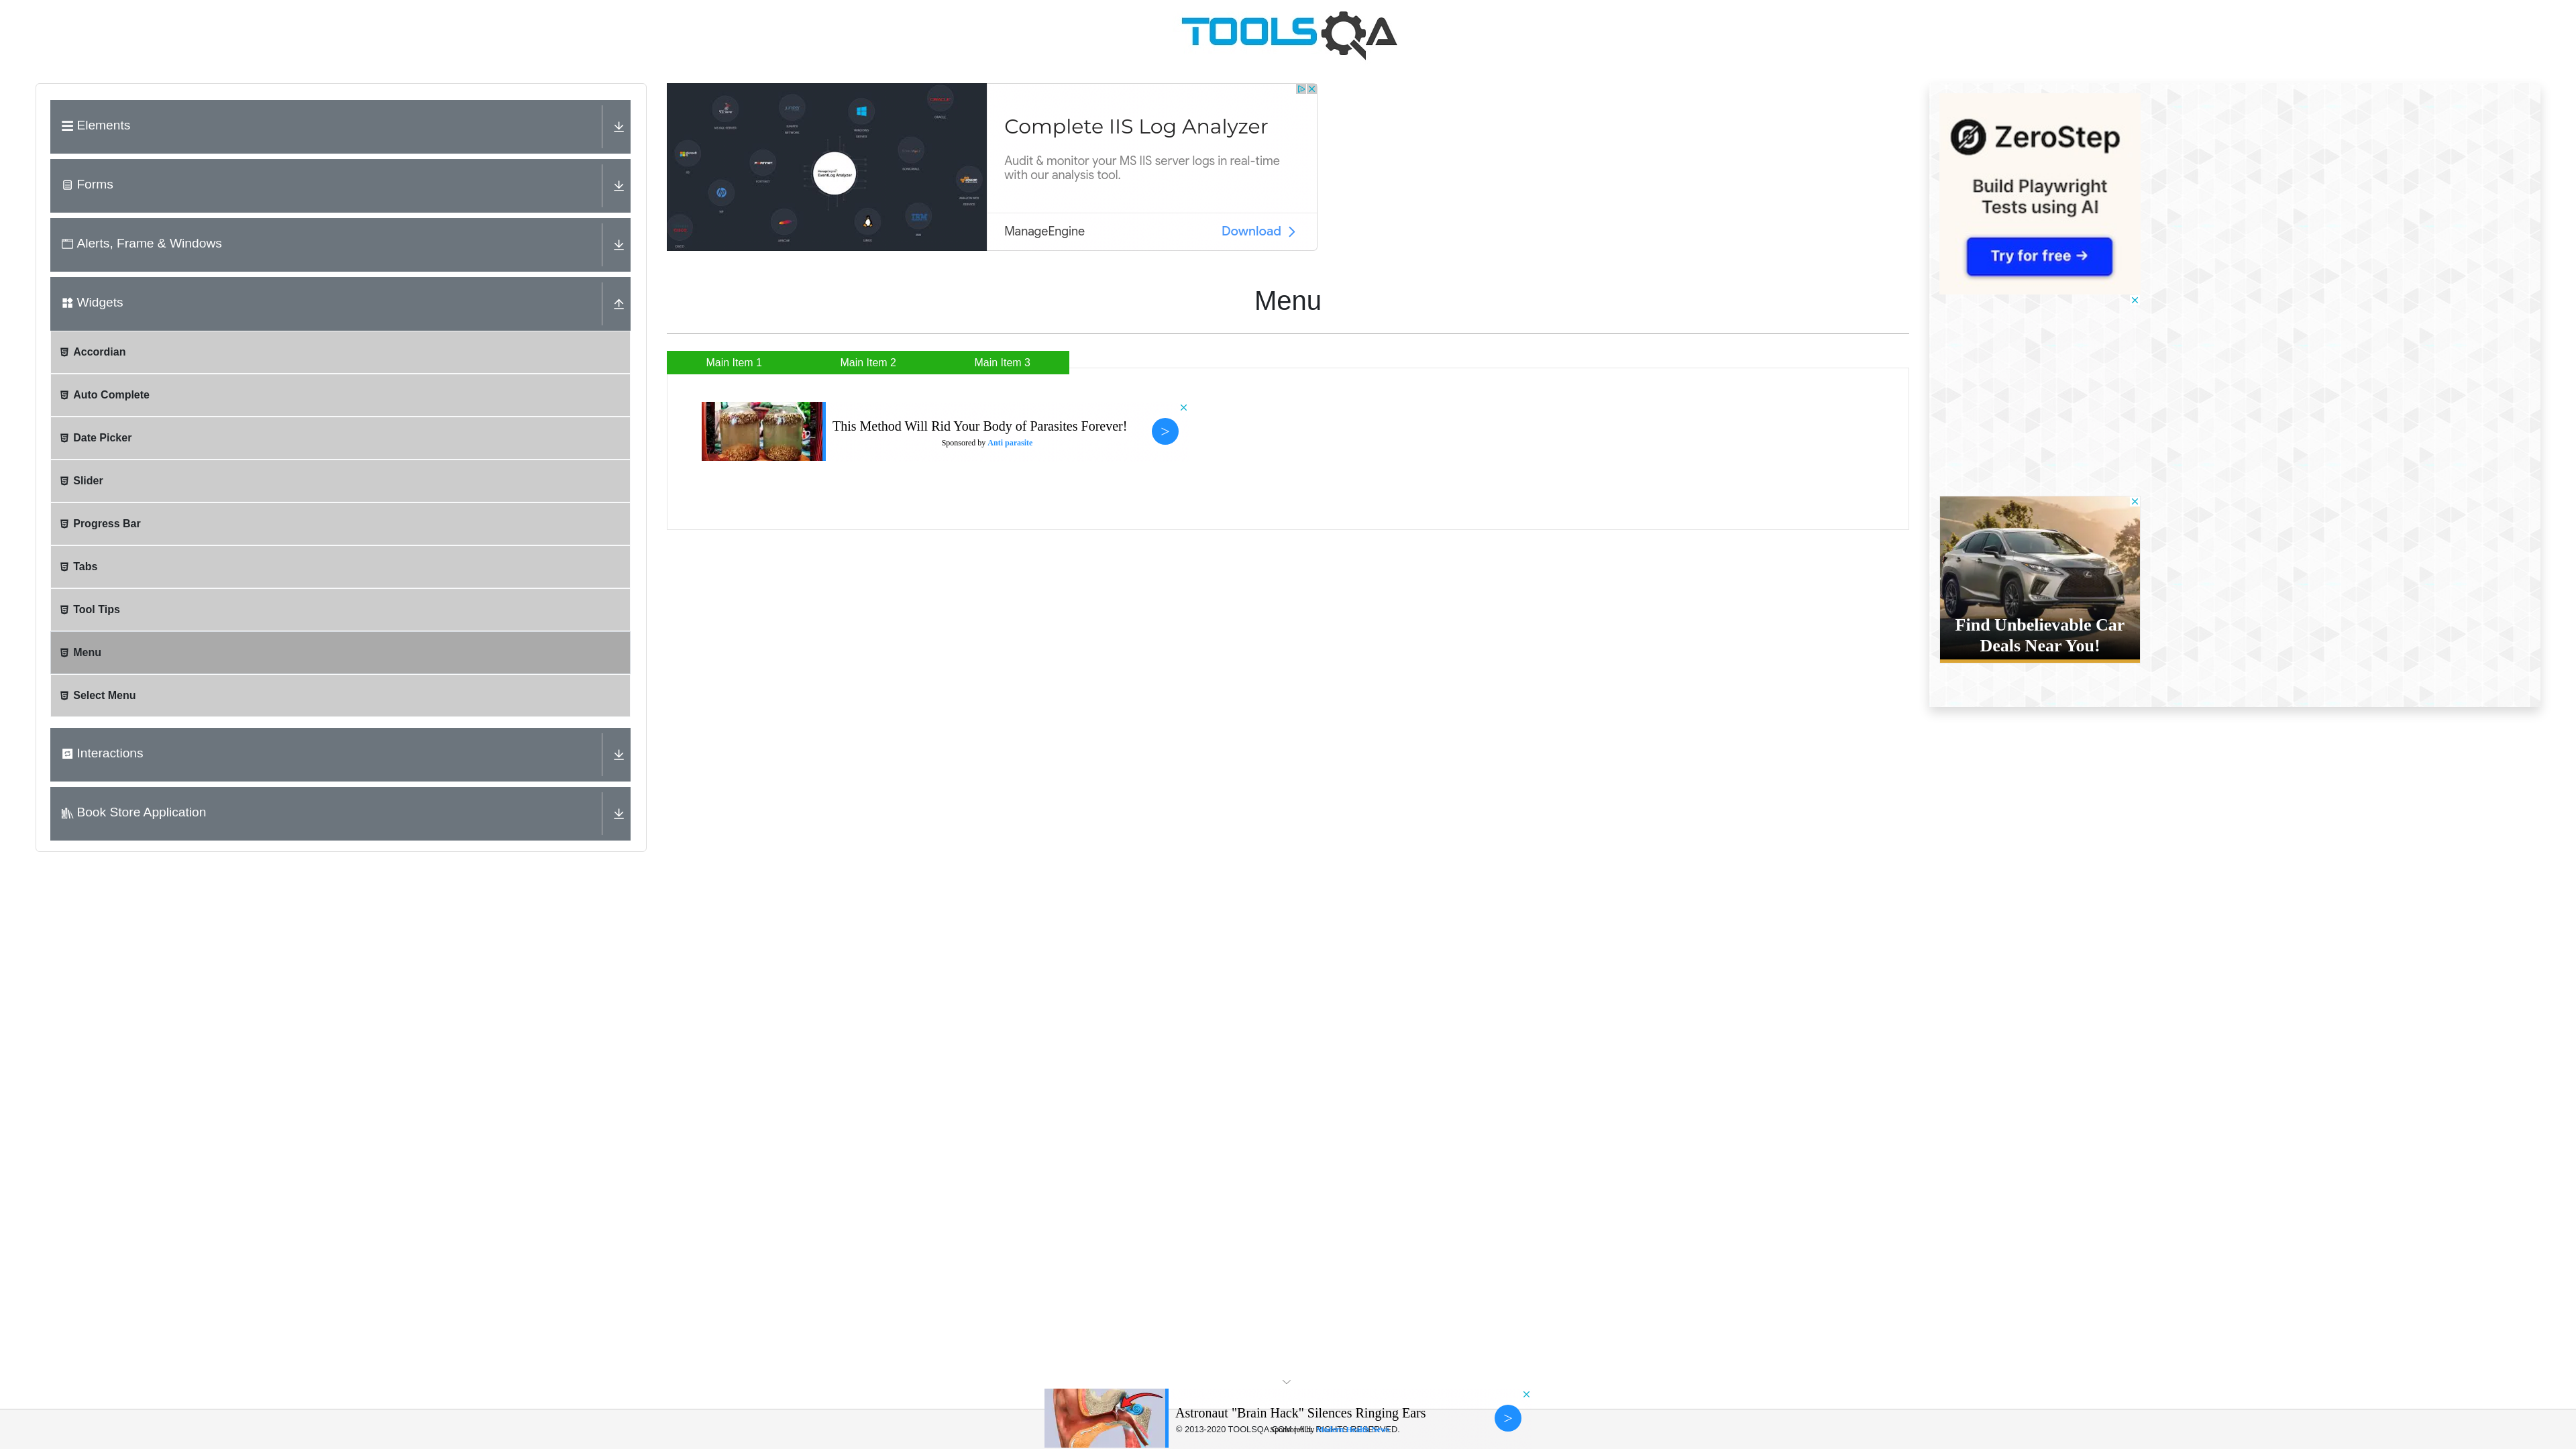 TOOLSQA
Elements
Forms
Alerts, Frame & Windows
Widgets
Accordian
Auto Complete
Date Picker
Slider
Progress Bar
Tabs
Tool Tips
Menu
Select Menu
Interactions
Book Store Application
Complete IIS Log Analyzer
Audit & monitor your MS IIS server logs in real-time
with our analysis tool.
ManageEngine
Download
Menu
Main Item 1
Main Item 2
Main Item 3
This Method Will Rid Your Body of Parasites Forever!
Sponsored by Anti parasite
>
ZeroStep
Build Playwright
Tests using AI
Try for free →
Find Unbelievable Car
Deals Near You!
Astronaut "Brain Hack" Silences Ringing Ears
© 2013-2020 TOOLSQA.COM | ALL RIGHTS RESERVED.
>